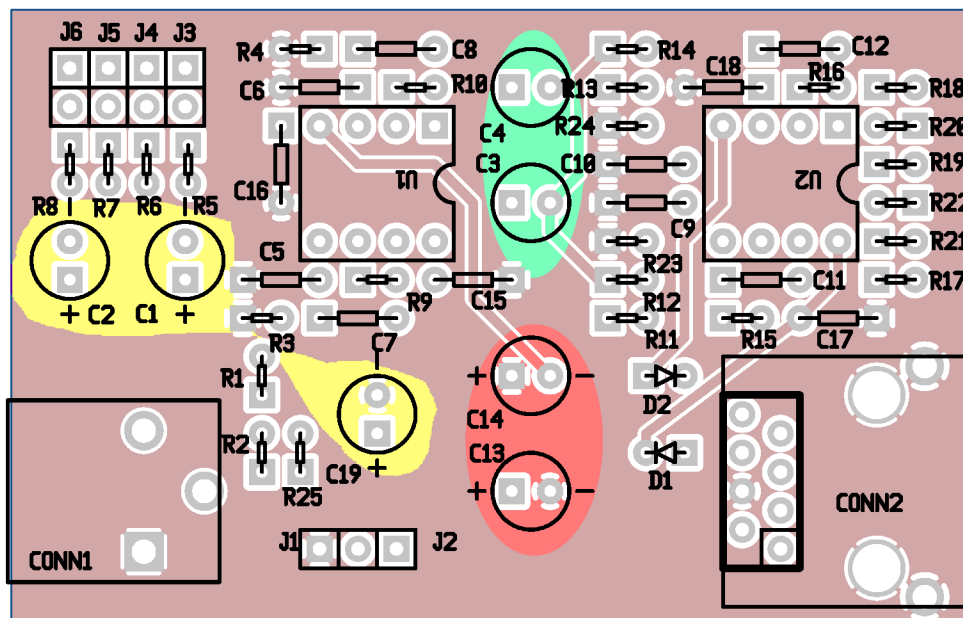 J6 J5 J4 J3
R4 C8 R14 C12
C6 R10 R13 C18 R16 R18
C4 R24 R20
C3 C10 R19
C16 U1 U2
R8 R7 R6 R5 R22
C9
C5 R23 R21
R9 C15 C11 R17
+ C2 C1 + R12
R3 C7 R11 R15 C17
R1 + -
D2
C14
R2 C19 + C13 D1
R25 + -
CONN2
J1 J2
CONN1